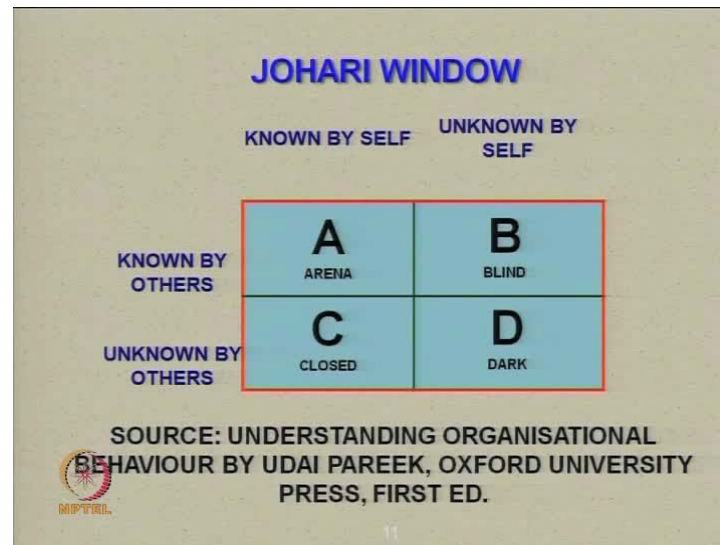 JOHARI WINDOW
KNOWN BY SELF
UNKNOWN BY
SELF
KNOWN BY
OTHERS
A
ARENA
B
BLIND
UNKNOWN BY
OTHERS
C
CLOSED
D
DARK
SOURCE: UNDERSTANDING ORGANISATIONAL
BEHAVIOUR BY UDAI PAREEK, OXFORD UNIVERSITY
PRESS, FIRST ED.
NPTEL
11